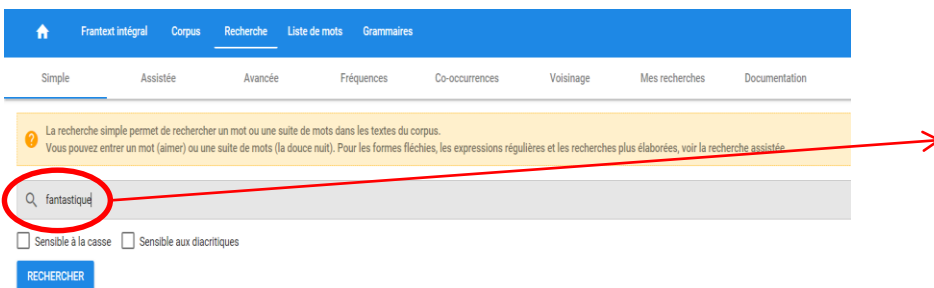 Frantext intégral Corpus Recherche Liste de mots Grammaires
Simple Assistée Avancée Fréquences Co-occurrences Voisinage Mes recherches Documentation
La recherche simple permet de rechercher un mot ou une suite de mots dans les textes du corpus.
Vous pouvez entrer un mot (aimer) ou une suite de mots (la douce nuit). Pour les formes fléchies, les expressions régulières et les recherches plus élaborées, voir la recherche assistée.
fantastique
Sensible à la casse Sensible aux diacritiques
RECHERCHER